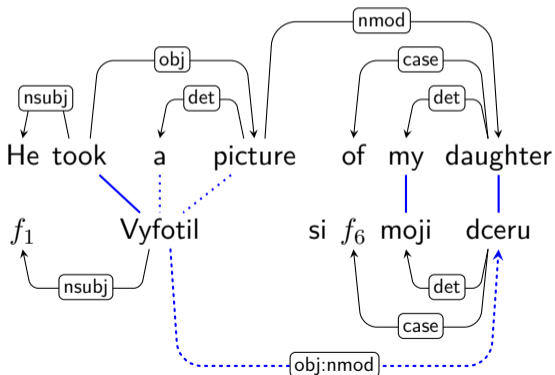 nmod
obj
case
nsubj
det
det
He took a picture of my daughter
f1 Vyfotil si f6 moji dceru
nsubj
det
case
obj:nmod